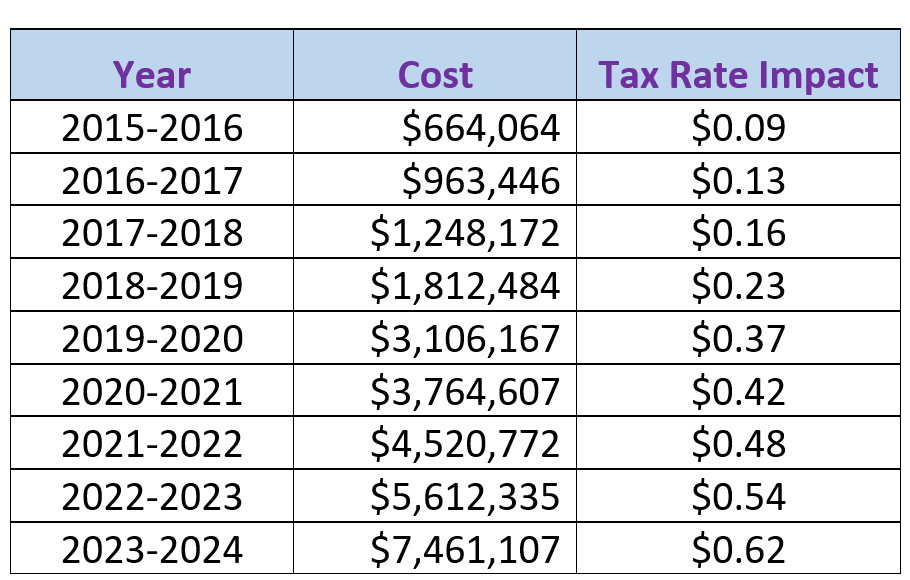 Year Cost Tax Rate Impact
2015-2016 $664,064 $0.09
2016-2017 $963,446 $0.13
2017-2018 $1,248,172 $0.16
2018-2019 $1,812,484 $0.23
2019-2020 $3,106,167 $0.37
2020-2021 $3,764,607 $0.42
2021-2022 $4,520,772 $0.48
2022-2023 $5,612,335 $0.54
2023-2024 $7,461,107 $0.62